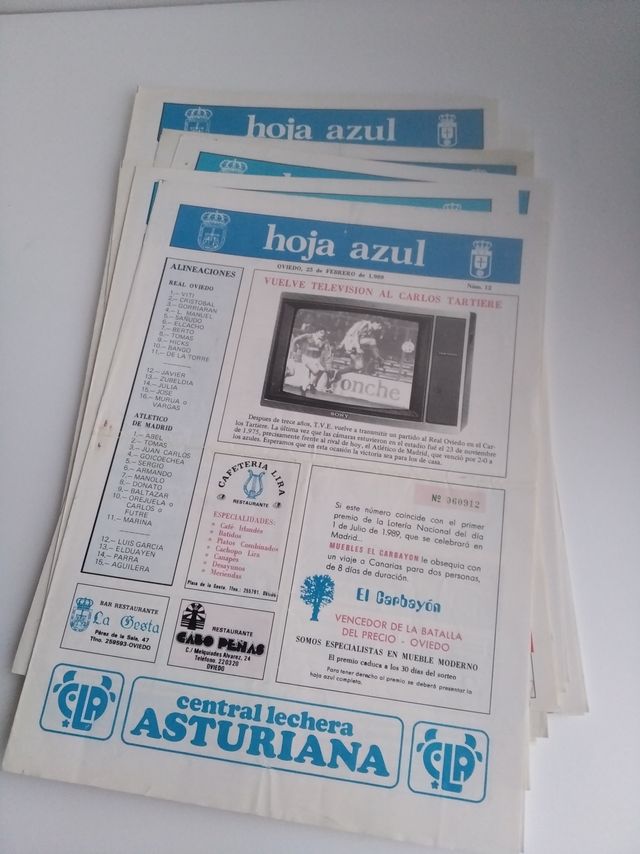 hoja azul
hoja azul
OVIEDO, 25 de FEBRERO de 1.989
Núm. 12
ALINEACIONES
REAL OVIEDO
1.— VITI
2.— CRISTOBAL
3.— GORRIARAN
4.— L. MANUEL
5.— SAÑUDO
6.— ELCACHO
7.— BERTO
8.— TOMAS
9.— HICKS
10.— BANGO
11.— DE LA TORRE
12.— JAVIER
13.— ZUBELDIA
14.— JULIA
15.— JOSE
16.— MURUA o
VARGAS
ATLETICO
DE MADRID
1.— ABEL
2.— TOMAS
3.— JUAN CARLOS
4.— GOICOECHEA
5.— SERGIO
6.— ARMANDO
7.— MANOLO
8.— DONATO
9.— BALTAZAR
10.— OREJUELA o
CARLOS o
FUTRE
11.— MARINA
12.— LUIS GARCIA
13.— ELDUAYEN
14.— PARRA
15.— AGUILERA
VUELVE TELEVISION AL CARLOS TARTIERE
onche
SONY
Después de trece años, T.V.E. vuelve a transmitir un partido al Real Oviedo en el Car-
los Tartiere. La última vez que las cámaras estuvieron en el estadio fue el 23 de noviembre
de 1.975, precisamente frente al rival de hoy, el Atlético de Madrid, que venció por 2-0 a
los azules. Esperamos que en esta ocasión la victoria sea para los de casa.
CAFETERIA LIRA
RESTAURANTE
ESPECIALIDADES:
Café Irlandés
Batidos
Platos Combinados
Cachopo Lira
Canapés
Desayunos
Meriendas
Plaza de la Gesta, Tfno.: 255761. Oviedo
Nº 060912
Si este número coincide con el primer
premio de la Lotería Nacional del día
1 de Julio de 1.989, que se celebrará en
Madrid...
MUEBLES EL CARBAYON le obsequia con
un viaje a Canarias para dos personas,
de 8 días de duración.
El Carbayón
VENCEDOR DE LA BATALLA
DEL PRECIO - OVIEDO
SOMOS ESPECIALISTAS EN MUEBLE MODERNO
El premio caduca a los 30 días del sorteo
Para tener derecho al premio se deberá presentar la
hoja azul completa.
BAR RESTAURANTE
La Gesta
Pérez de la Sala, 47
Tfno. 259593-OVIEDO
RESTAURANTE
CABO PEÑAS
C./ Melquiades Alvarez, 24
Teléfono 220320
OVIEDO
CLA
central lechera
ASTURIANA
CLA